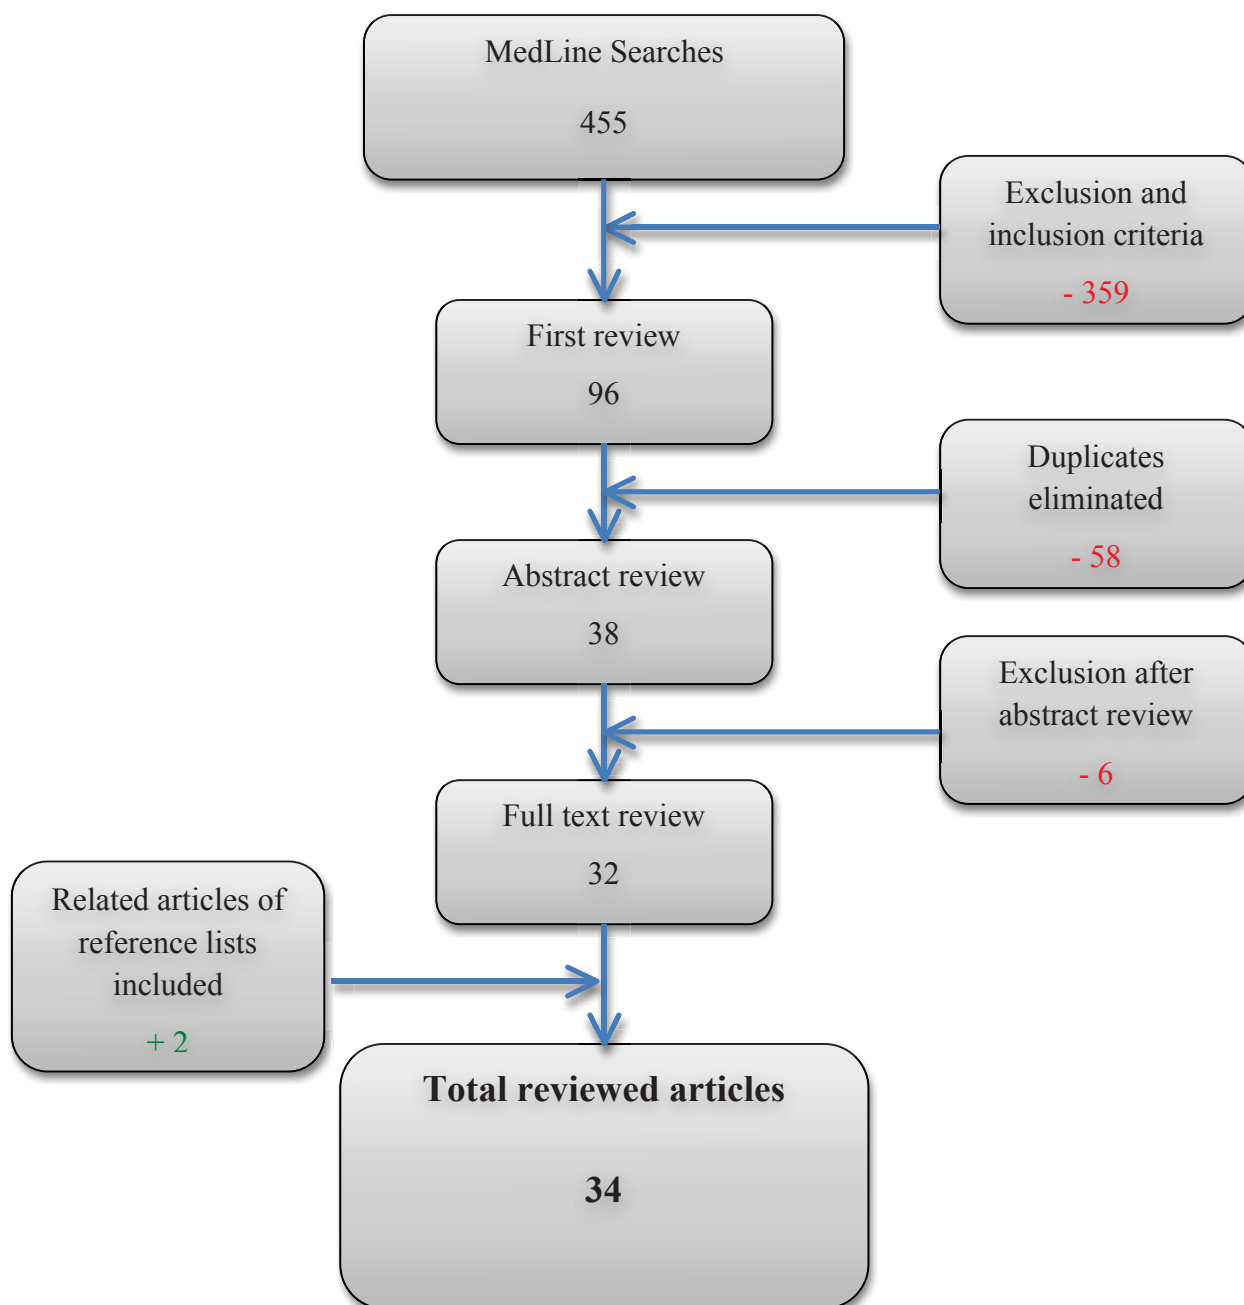 MedLine Searches
455
Exclusion and
inclusion criteria
- 359
First review
96
Duplicates
eliminated
- 58
Abstract review
38
Exclusion after
abstract review
- 6
Full text review
32
Related articles of
reference lists
included
+ 2
Total reviewed articles
34